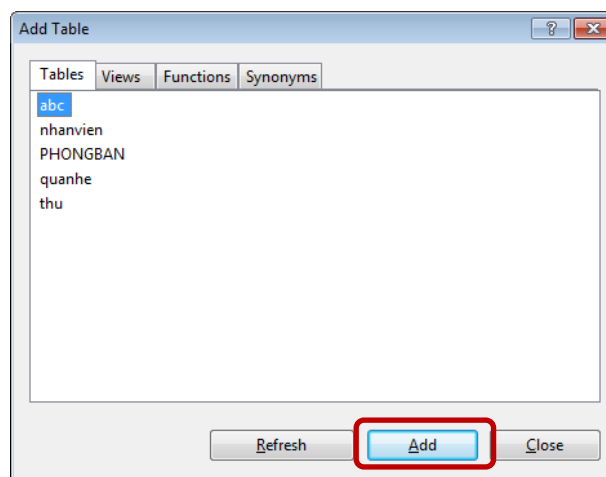 Add Table
Tables Views Functions Synonyms
abc
nhanvien
PHONGBAN
quanhe
thu
Refresh Add Close